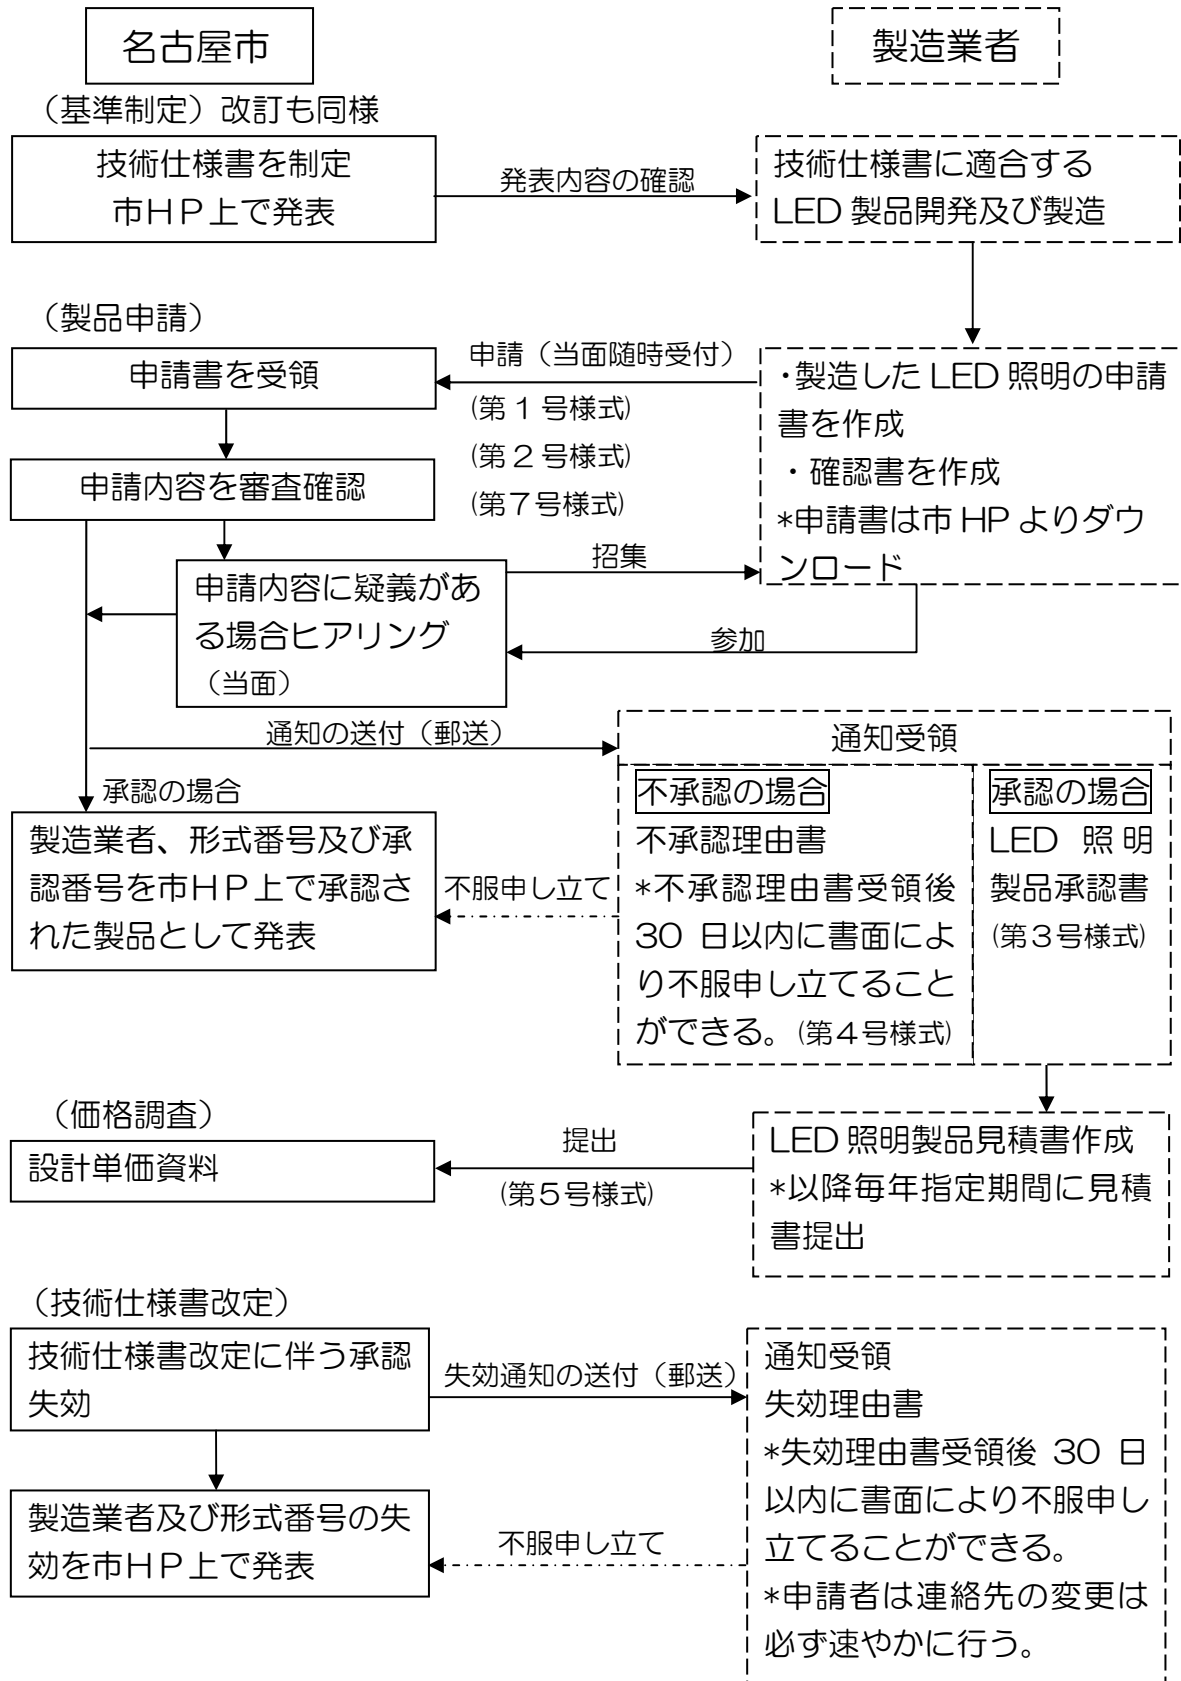 名古屋市
製造業者
（基準制定）改訂も同様
技術仕様書を制定
市ＨＰ上で発表
発表内容の確認
技術仕様書に適合する
LED 製品開発及び製造
（製品申請）
申請書を受領
申請（当面随時受付）
(第１号様式)
(第２号様式)
(第７号様式)
・製造した LED 照明の申請
書を作成
・確認書を作成
*申請書は市 HP よりダウ
ンロード
申請内容を審査確認
招集
申請内容に疑義があ
る場合ヒアリング
（当面）
参加
通知の送付（郵送）
通知受領
承認の場合
製造業者、形式番号及び承
認番号を市ＨＰ上で承認さ
れた製品として発表
不服申し立て
不承認の場合
不承認理由書
*不承認理由書受領後
30 日以内に書面によ
り不服申し立てること
ができる。(第４号様式)
承認の場合
LED 照明
製品承認書
(第３号様式)
（価格調査）
設計単価資料
提出
(第５号様式)
LED 照明製品見積書作成
*以降毎年指定期間に見積
書提出
（技術仕様書改定）
技術仕様書改定に伴う承認
失効
失効通知の送付（郵送）
通知受領
失効理由書
*失効理由書受領後 30 日
以内に書面により不服申し
立てることができる。
*申請者は連絡先の変更は
必ず速やかに行う。
製造業者及び形式番号の失
効を市ＨＰ上で発表
不服申し立て